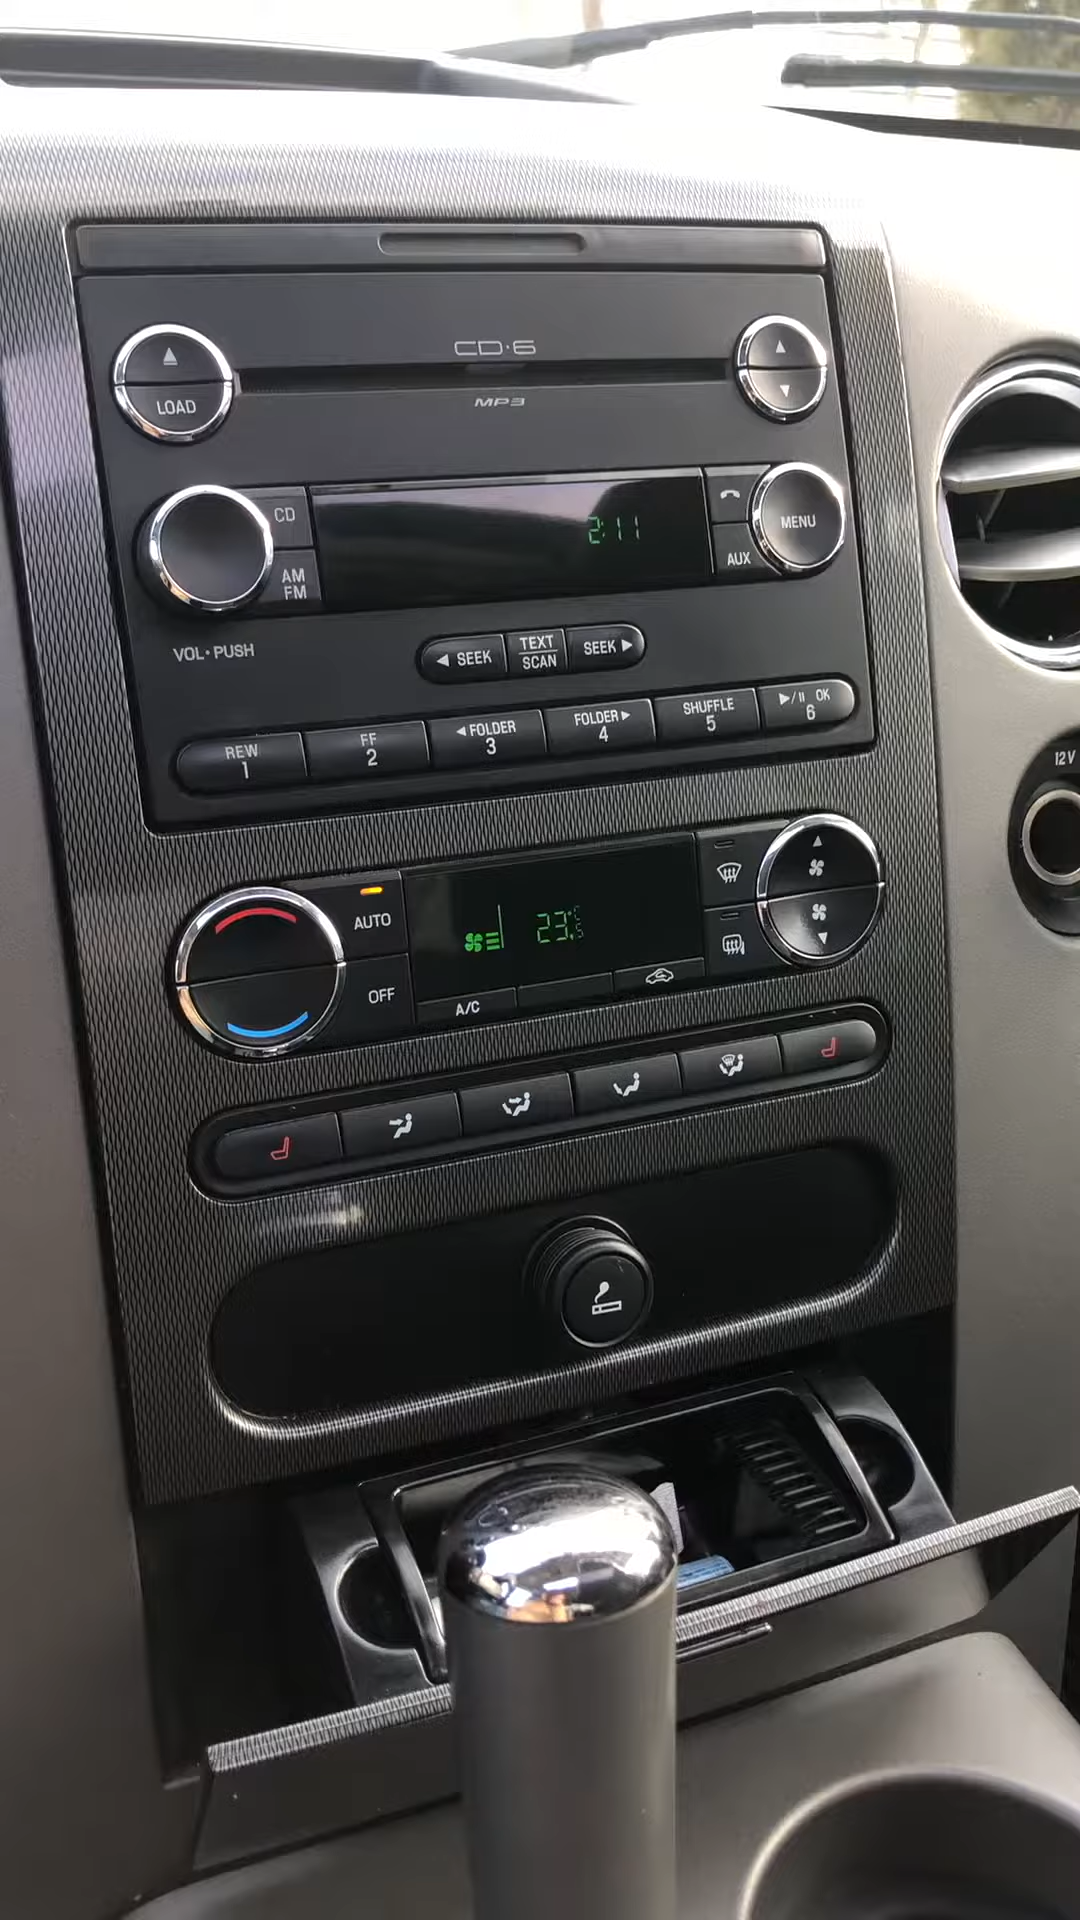 CD·6
LOAD
MP3
CD
2:11
MENU
AM
FM
AUX
VOL·PUSH
SEEK
TEXT
SCAN
SEEK
REW
1
FF
2
FOLDER
3
FOLDER
4
SHUFFLE
5
OK
6
12V
AUTO
23.5°C
OFF
A/C